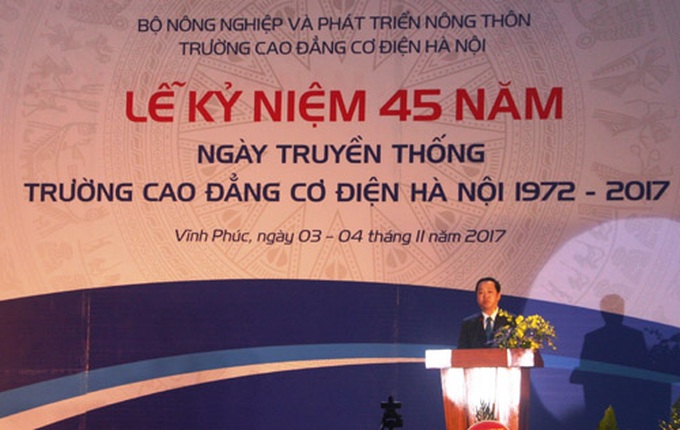 BỘ NÔNG NGHIỆP VÀ PHÁT TRIỂN NÔNG THÔN
TRƯỜNG CAO ĐẲNG CƠ ĐIỆN HÀ NỘI
LỄ KỶ NIỆM 45 NĂM
NGÀY TRUYỀN THỐNG
TRƯỜNG CAO ĐẲNG CƠ ĐIỆN HÀ NỘI 1972 - 2017
Vĩnh Phúc, ngày 03 - 04 tháng 11 năm 2017